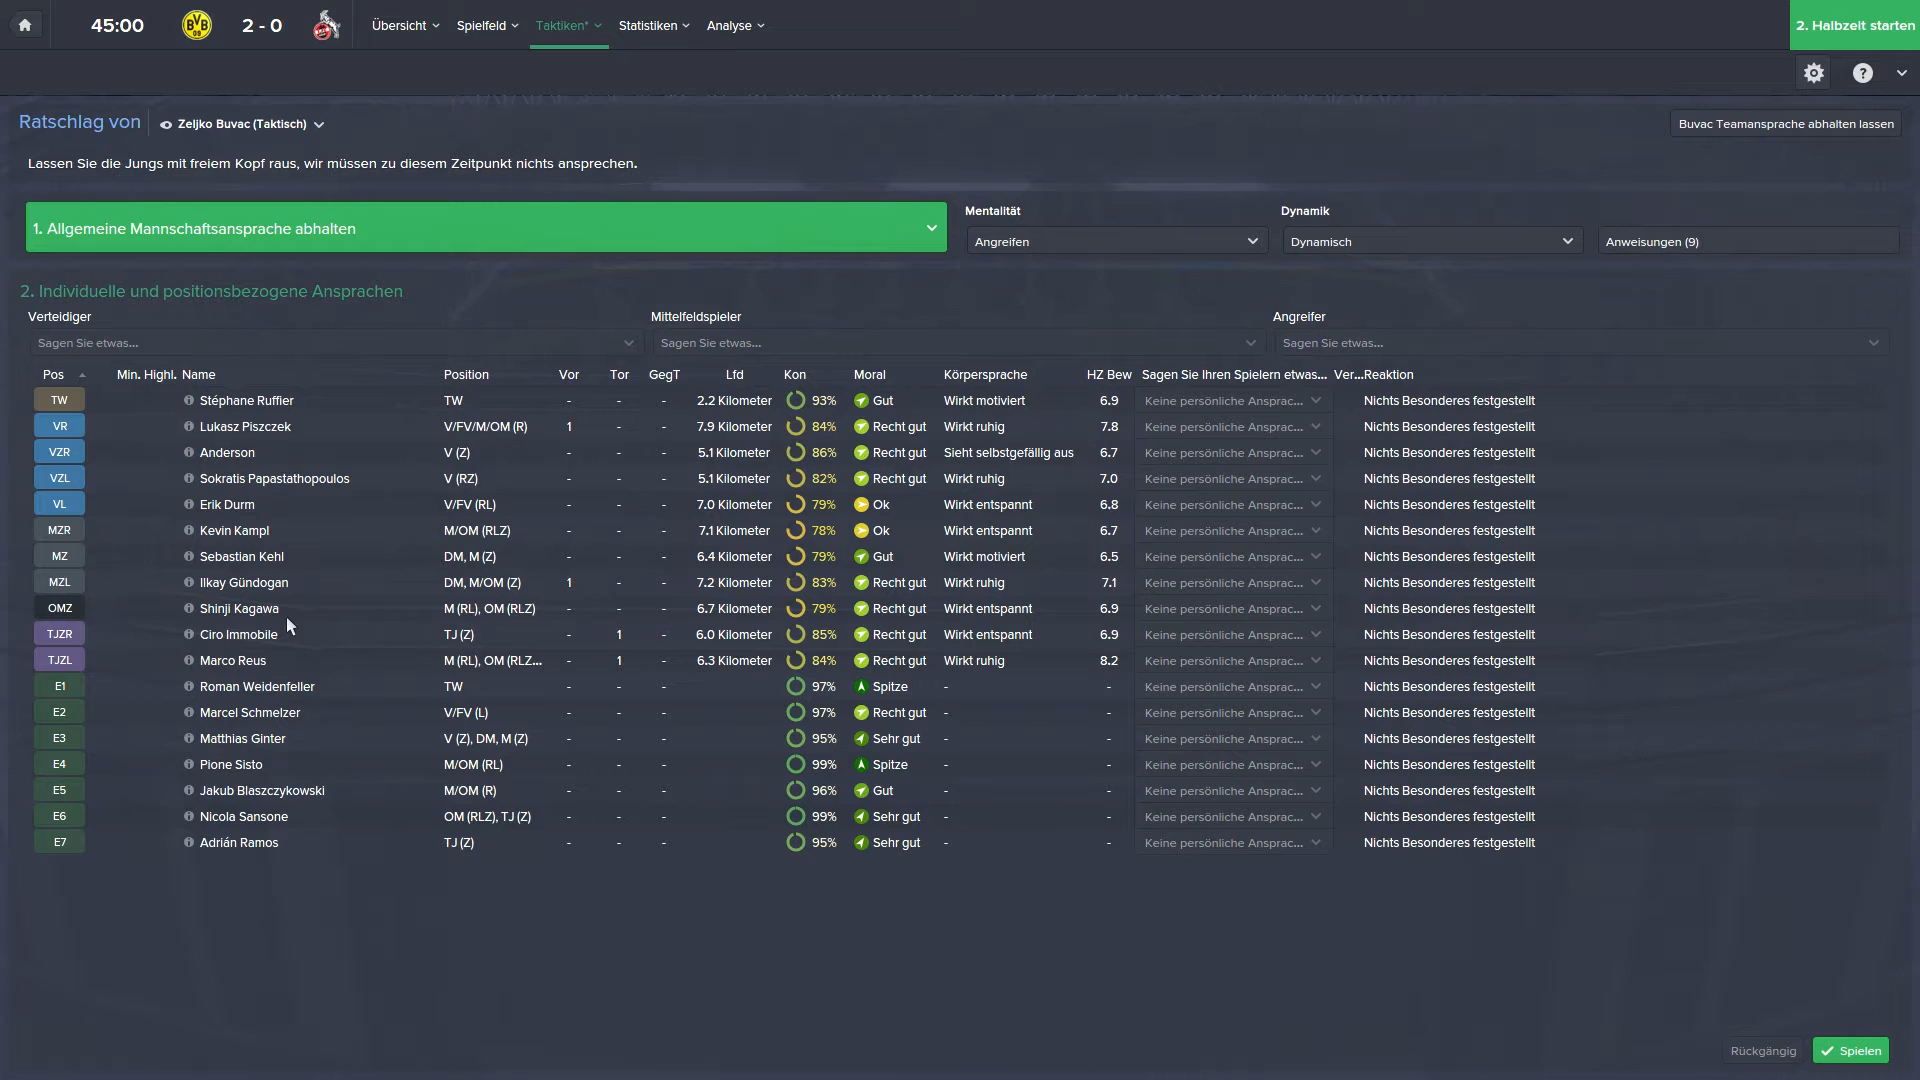 45:00 2 - 0 Übersicht Spielfeld Taktiken* Statistiken Analyse 2. Halbzeit starten
Ratschlag von Zeljko Buvac (Taktisch) Buvac Teamansprache abhalten lassen
Lassen Sie die Jungs mit freiem Kopf raus, wir müssen zu diesem Zeitpunkt nichts ansprechen.
Mentalität Dynamik
1. Allgemeine Mannschaftsansprache abhalten Angreifen Dynamisch Anweisungen (9)
2. Individuelle und positionsbezogene Ansprachen
Verteidiger Mittelfeldspieler Angreifer
Sagen Sie etwas... Sagen Sie etwas... Sagen Sie etwas...
Pos Min. Highl. Name Position Vor Tor GegT Lfd Kon Moral Körpersprache HZ Bew Sagen Sie Ihren Spielern etwas... Ver... Reaktion
TW Stéphane Ruffier TW - - - 2.2 Kilometer 93% Gut Wirkt motiviert 6.9 Keine persönliche Ansprac... Nichts Besonderes festgestellt
VR Lukasz Piszczek V/FV/M/OM (R) 1 - - 7.9 Kilometer 84% Recht gut Wirkt ruhig 7.8 Keine persönliche Ansprac... Nichts Besonderes festgestellt
VZR Anderson V (Z) - - - 5.1 Kilometer 86% Recht gut Sieht selbstgefällig aus 6.7 Keine persönliche Ansprac... Nichts Besonderes festgestellt
VZL Sokratis Papastathopoulos V (RZ) - - - 5.1 Kilometer 82% Recht gut Wirkt ruhig 7.0 Keine persönliche Ansprac... Nichts Besonderes festgestellt
VL Erik Durm V/FV (RL) - - - 7.0 Kilometer 79% Ok Wirkt entspannt 6.8 Keine persönliche Ansprac... Nichts Besonderes festgestellt
MZR Kevin Kampl M/OM (RLZ) - - - 7.1 Kilometer 78% Ok Wirkt entspannt 6.7 Keine persönliche Ansprac... Nichts Besonderes festgestellt
MZ Sebastian Kehl DM, M (Z) - - - 6.4 Kilometer 79% Gut Wirkt motiviert 6.5 Keine persönliche Ansprac... Nichts Besonderes festgestellt
MZL Ilkay Gündogan DM, M/OM (Z) 1 - - 7.2 Kilometer 83% Recht gut Wirkt ruhig 7.1 Keine persönliche Ansprac... Nichts Besonderes festgestellt
OMZ Shinji Kagawa M (RL), OM (RLZ) - - - 6.7 Kilometer 79% Recht gut Wirkt entspannt 6.9 Keine persönliche Ansprac... Nichts Besonderes festgestellt
TJZR Ciro Immobile TJ (Z) - 1 - 6.0 Kilometer 85% Recht gut Wirkt entspannt 6.9 Keine persönliche Ansprac... Nichts Besonderes festgestellt
TJZL Marco Reus M (RL), OM (RLZ... - 1 - 6.3 Kilometer 84% Recht gut Wirkt ruhig 8.2 Keine persönliche Ansprac... Nichts Besonderes festgestellt
E1 Roman Weidenfeller TW - - - 97% Spitze - - Keine persönliche Ansprac... Nichts Besonderes festgestellt
E2 Marcel Schmelzer V/FV (L) - - - 97% Recht gut - - Keine persönliche Ansprac... Nichts Besonderes festgestellt
E3 Matthias Ginter V (Z), DM, M (Z) - - - 95% Sehr gut - - Keine persönliche Ansprac... Nichts Besonderes festgestellt
E4 Pione Sisto M/OM (RL) - - - 99% Spitze - - Keine persönliche Ansprac... Nichts Besonderes festgestellt
E5 Jakub Blaszczykowski M/OM (R) - - - 96% Gut - - Keine persönliche Ansprac... Nichts Besonderes festgestellt
E6 Nicola Sansone OM (RLZ), TJ (Z) - - - 99% Sehr gut - - Keine persönliche Ansprac... Nichts Besonderes festgestellt
E7 Adrián Ramos TJ (Z) - - - 95% Sehr gut - - Keine persönliche Ansprac... Nichts Besonderes festgestellt
Rückgängig Spielen